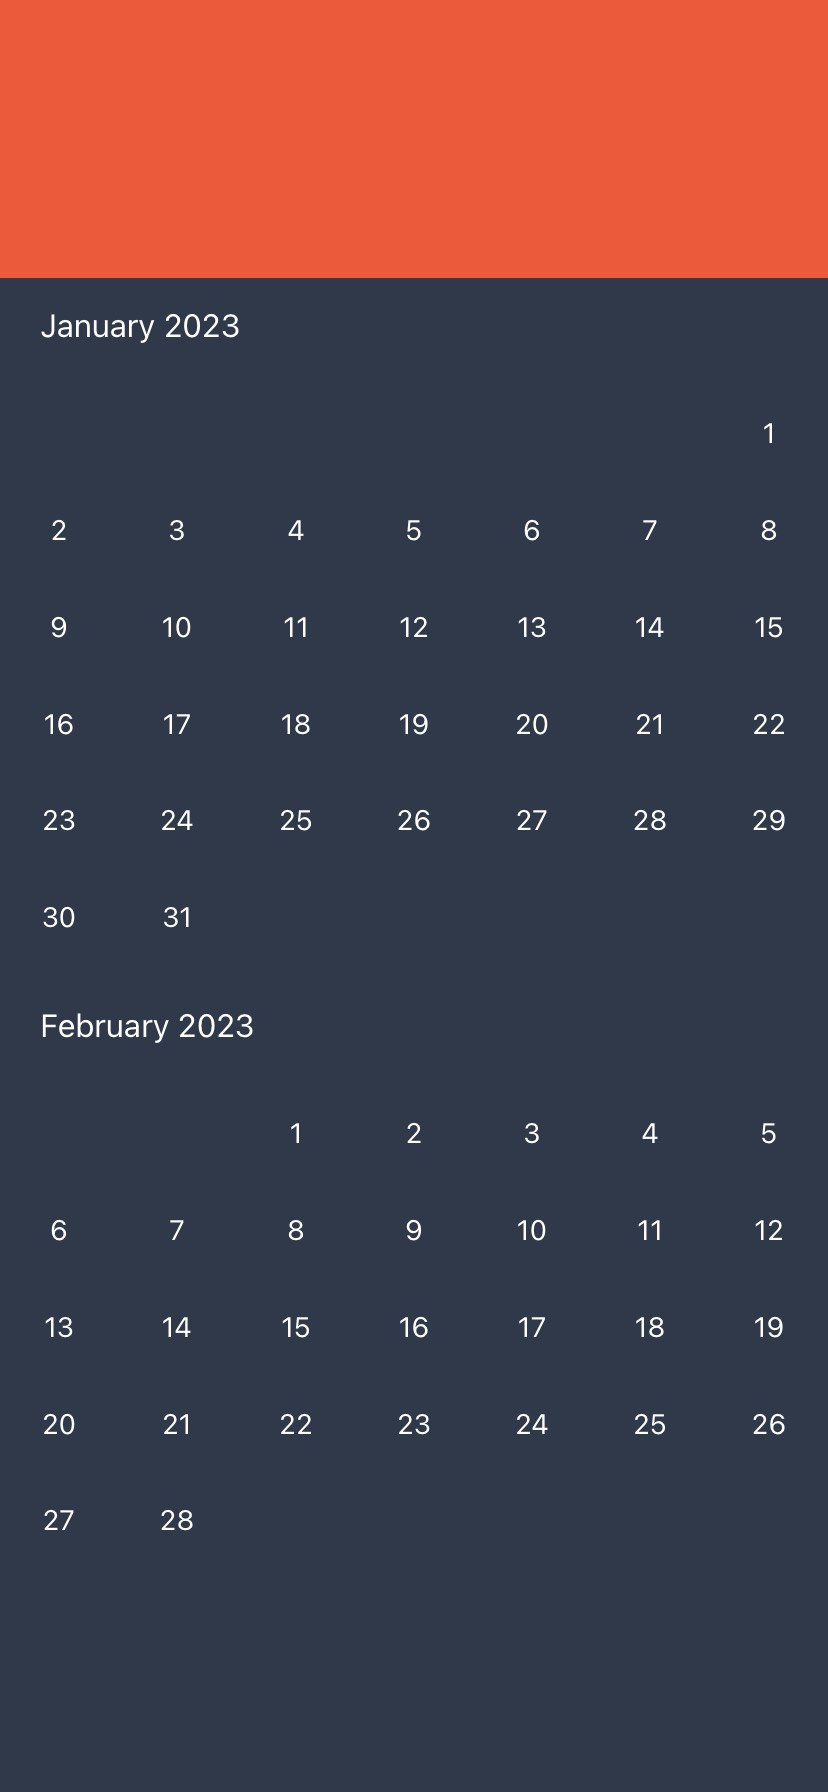 January 2023
1
2 3 4 5 6 7 8
9 10 11 12 13 14 15
16 17 18 19 20 21 22
23 24 25 26 27 28 29
30 31
February 2023
1 2 3 4 5
6 7 8 9 10 11 12
13 14 15 16 17 18 19
20 21 22 23 24 25 26
27 28